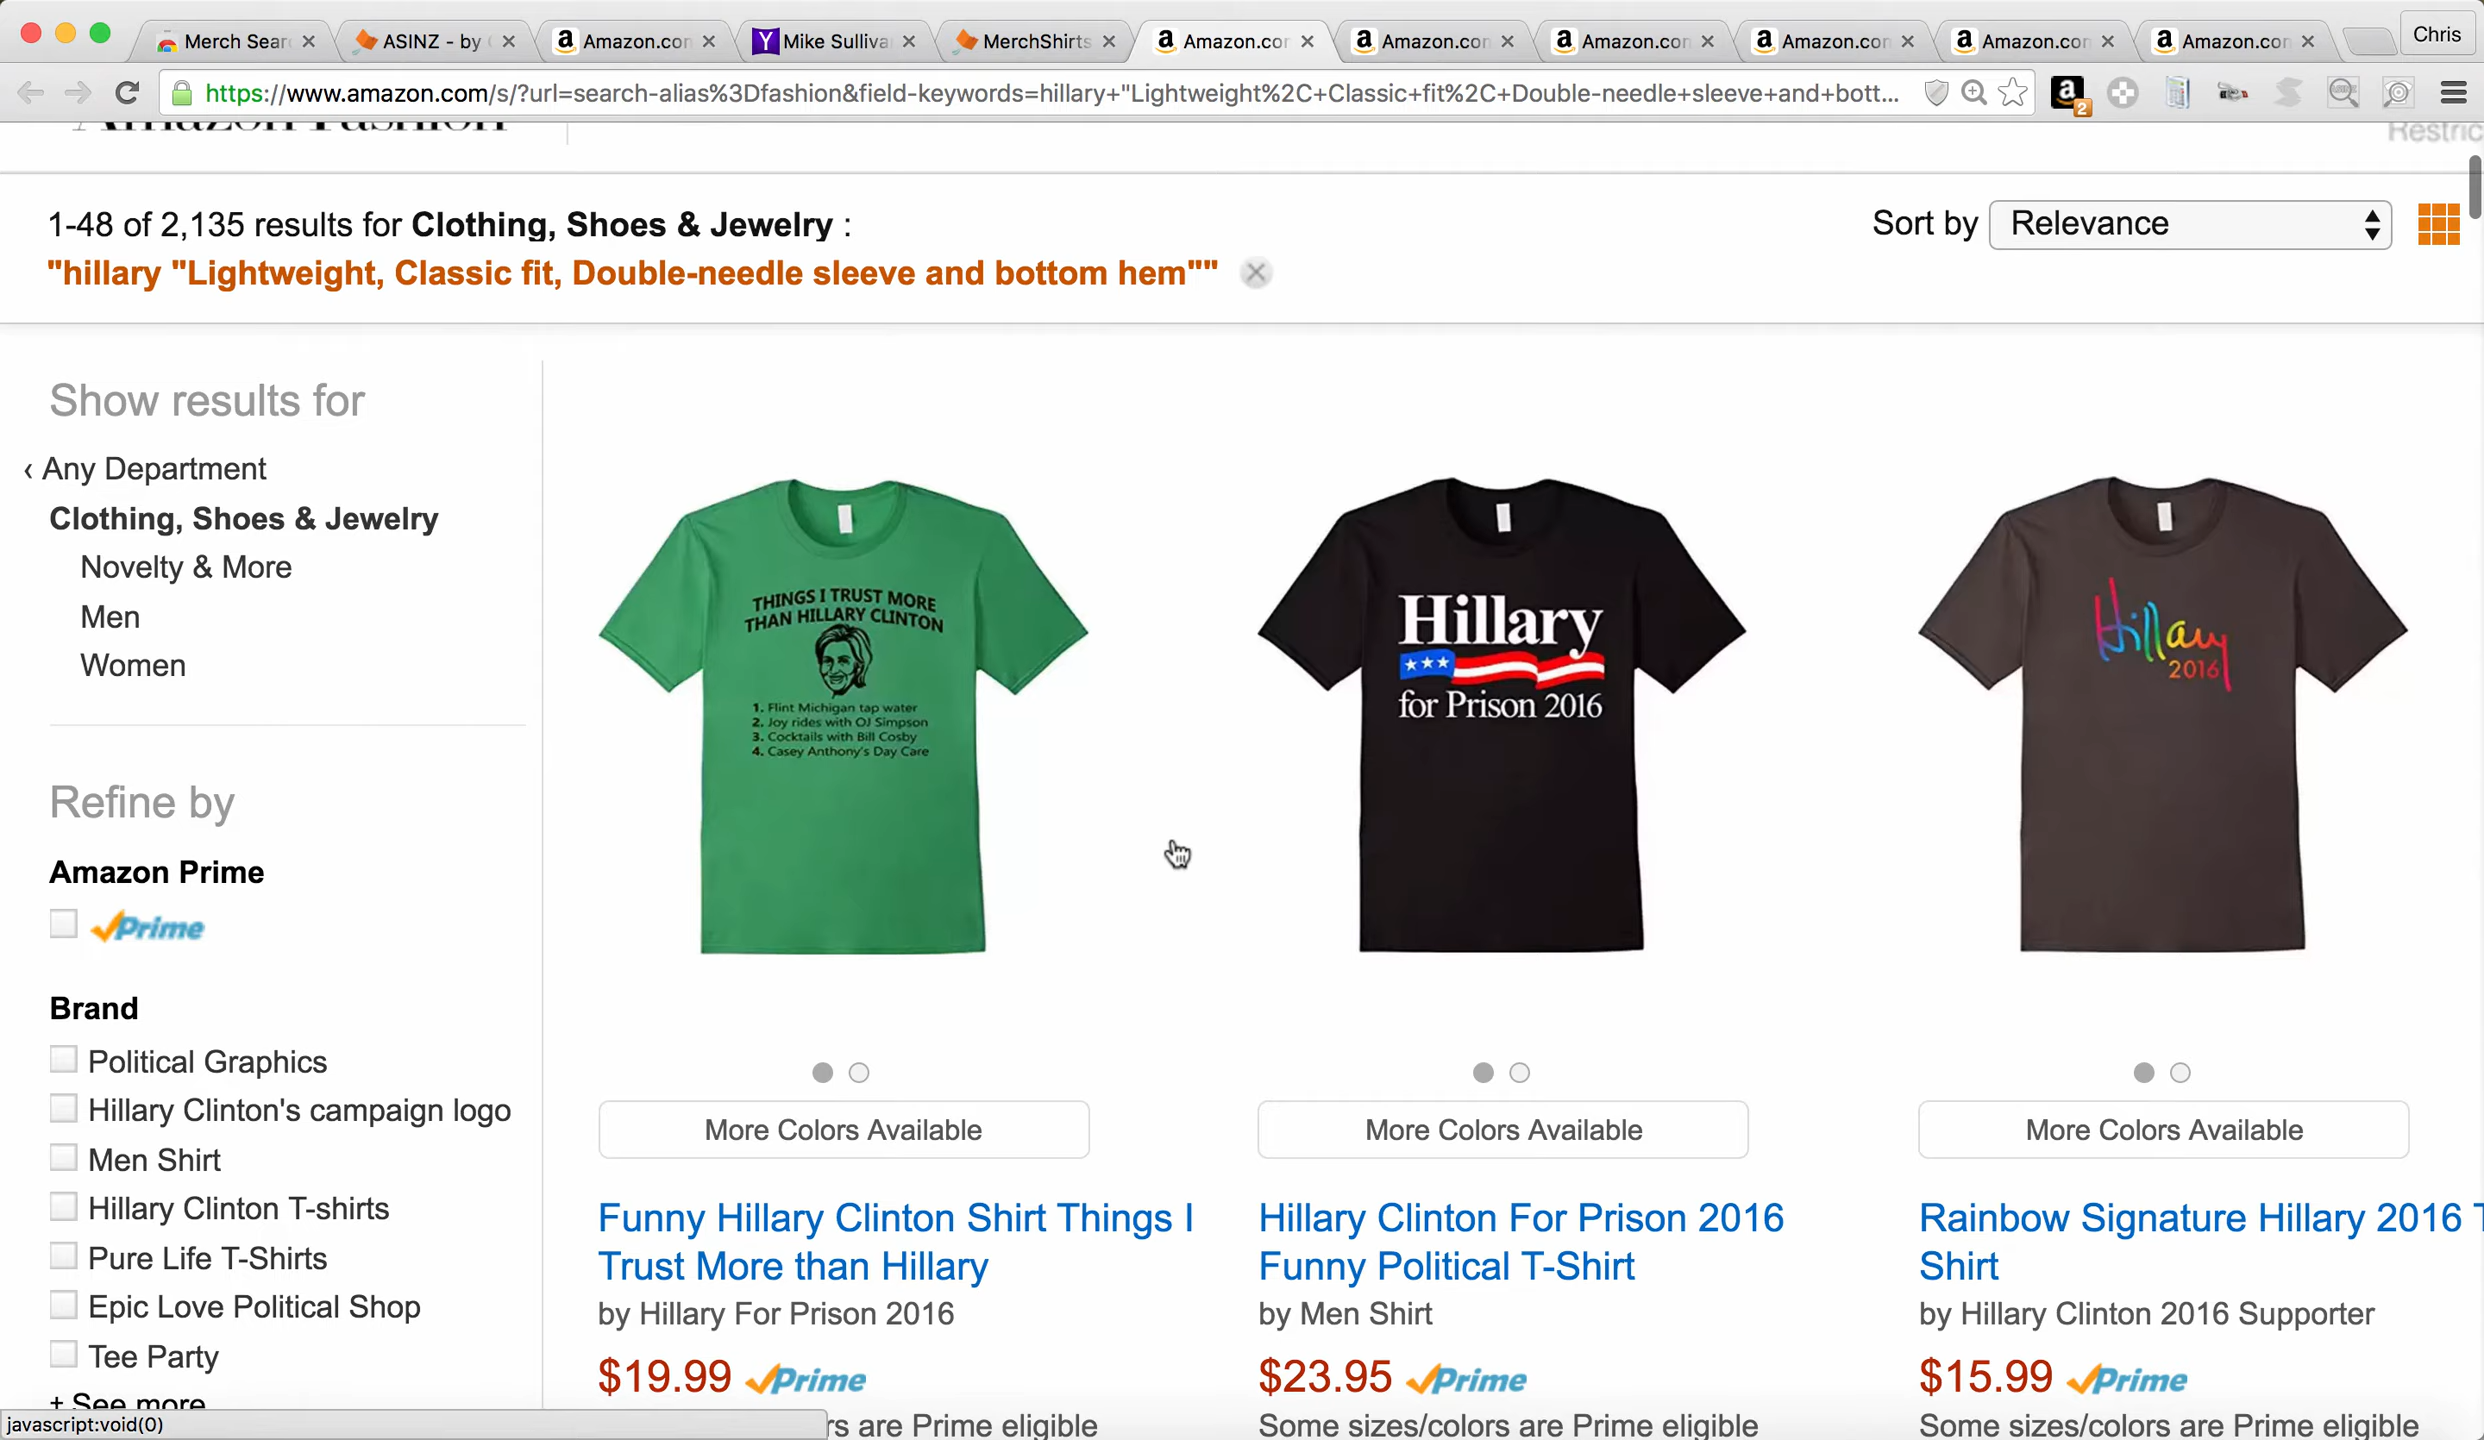 Merch Sear
ASINZ - by
Amazon.con
Mike Sulliva
MerchShirts
Amazon.con
Amazon.con
Amazon.con
Amazon.con
Amazon.con
Amazon.con
Chris
https://www.amazon.com/s/?url=search-alias%3Dfashion&field-keywords=hillary+"Lightweight%2C+Classic+fit%2C+Double-needle+sleeve+and+bott...
2
Amazon Fashion
Restric
1-48 of 2,135 results for Clothing, Shoes & Jewelry :
"hillary "Lightweight, Classic fit, Double-needle sleeve and bottom hem""
Sort by
Relevance
Show results for
‹ Any Department
Clothing, Shoes & Jewelry
Novelty & More
Men
Women
Refine by
Amazon Prime
Prime
Brand
Political Graphics
Hillary Clinton's campaign logo
Men Shirt
Hillary Clinton T-shirts
Pure Life T-Shirts
Epic Love Political Shop
Tee Party
+ See more
javascript:void(0)
THINGS I TRUST MORE
THAN HILLARY CLINTON
1. Flint Michigan tap water
2. Joy rides with OJ Simpson
3. Cocktails with Bill Cosby
4. Casey Anthony's Day Care
More Colors Available
Funny Hillary Clinton Shirt Things I
Trust More than Hillary
by Hillary For Prison 2016
$19.99 Prime
rs are Prime eligible
Hillary
for Prison 2016
More Colors Available
Hillary Clinton For Prison 2016
Funny Political T-Shirt
by Men Shirt
$23.95 Prime
Some sizes/colors are Prime eligible
Hillary
2016
More Colors Available
Rainbow Signature Hillary 2016 T
Shirt
by Hillary Clinton 2016 Supporter
$15.99 Prime
Some sizes/colors are Prime eligible